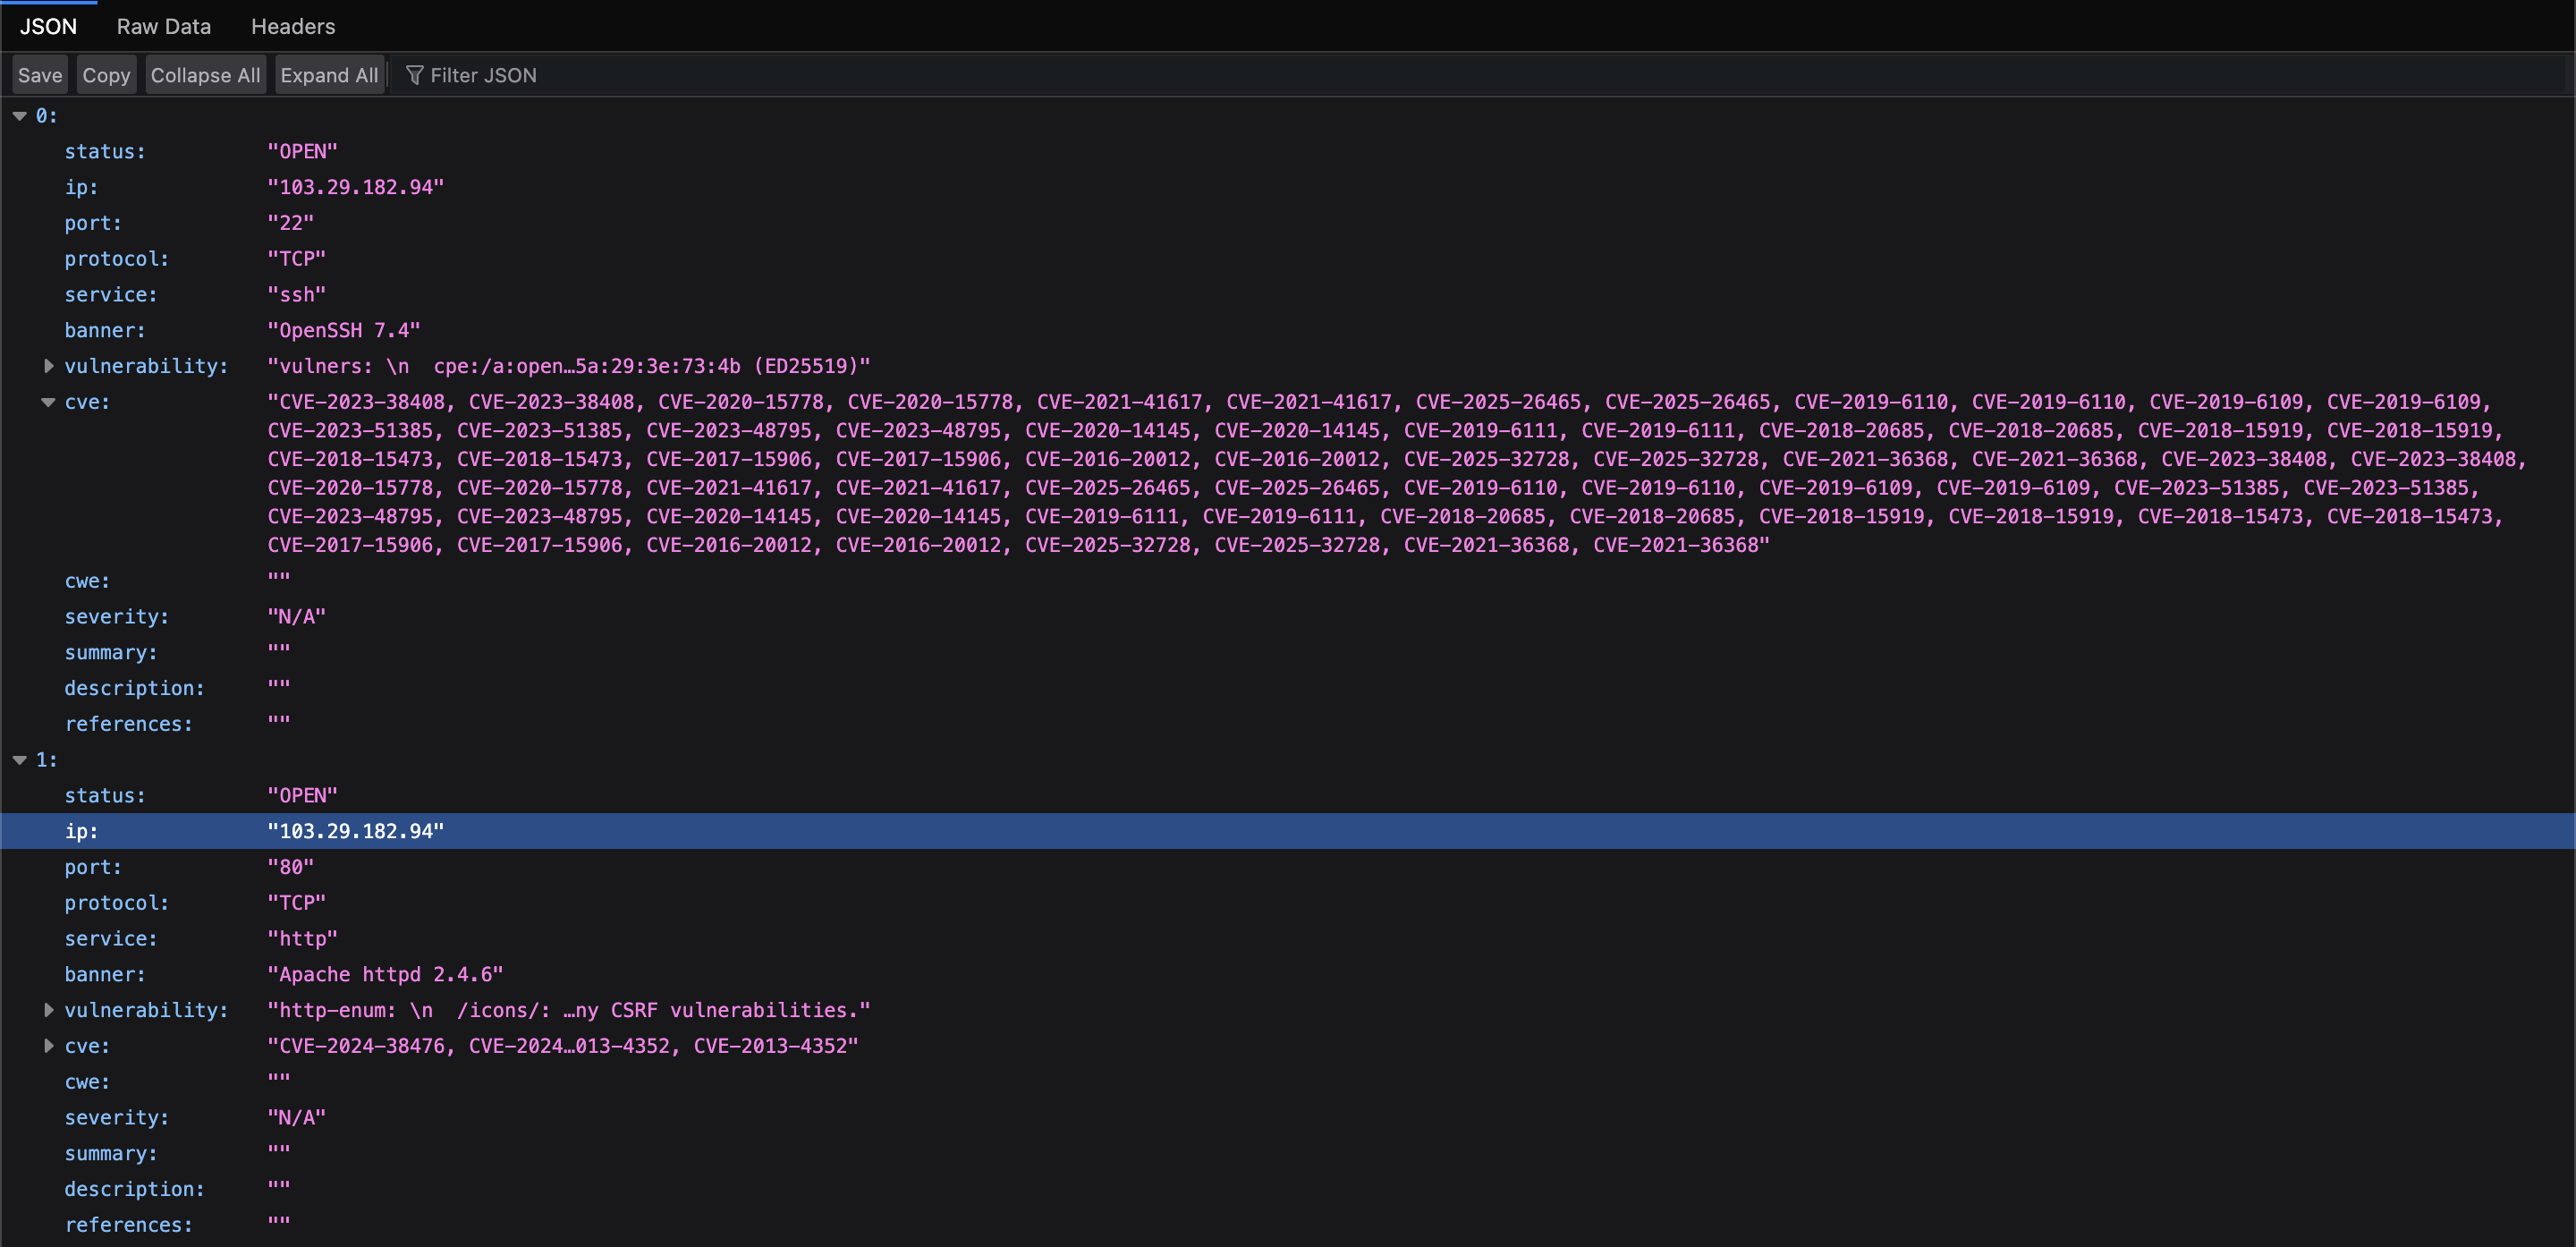 JSON Raw Data Headers
Save Copy Collapse All Expand All Filter JSON
0:
status: "OPEN"
ip: "103.29.182.94"
port: "22"
protocol: "TCP"
service: "ssh"
banner: "OpenSSH 7.4"
vulnerability: "vulners: \n  cpe:/a:open…5a:29:3e:73:4b (ED25519)"
cve: "CVE-2023-38408, CVE-2023-38408, CVE-2020-15778, CVE-2020-15778, CVE-2021-41617, CVE-2021-41617, CVE-2025-26465, CVE-2025-26465, CVE-2019-6110, CVE-2019-6110, CVE-2019-6109, CVE-2019-6109,
CVE-2023-51385, CVE-2023-51385, CVE-2023-48795, CVE-2023-48795, CVE-2020-14145, CVE-2020-14145, CVE-2019-6111, CVE-2019-6111, CVE-2018-20685, CVE-2018-20685, CVE-2018-15919, CVE-2018-15919,
CVE-2018-15473, CVE-2018-15473, CVE-2017-15906, CVE-2017-15906, CVE-2016-20012, CVE-2016-20012, CVE-2025-32728, CVE-2025-32728, CVE-2021-36368, CVE-2021-36368, CVE-2023-38408, CVE-2023-38408,
CVE-2020-15778, CVE-2020-15778, CVE-2021-41617, CVE-2021-41617, CVE-2025-26465, CVE-2025-26465, CVE-2019-6110, CVE-2019-6110, CVE-2019-6109, CVE-2019-6109, CVE-2023-51385, CVE-2023-51385,
CVE-2023-48795, CVE-2023-48795, CVE-2020-14145, CVE-2020-14145, CVE-2019-6111, CVE-2019-6111, CVE-2018-20685, CVE-2018-20685, CVE-2018-15919, CVE-2018-15919, CVE-2018-15473, CVE-2018-15473,
CVE-2017-15906, CVE-2017-15906, CVE-2016-20012, CVE-2016-20012, CVE-2025-32728, CVE-2025-32728, CVE-2021-36368, CVE-2021-36368"
cwe: ""
severity: "N/A"
summary: ""
description: ""
references: ""
1:
status: "OPEN"
ip: "103.29.182.94"
port: "80"
protocol: "TCP"
service: "http"
banner: "Apache httpd 2.4.6"
vulnerability: "http-enum: \n  /icons/: …ny CSRF vulnerabilities."
cve: "CVE-2024-38476, CVE-2024…013-4352, CVE-2013-4352"
cwe: ""
severity: "N/A"
summary: ""
description: ""
references: ""